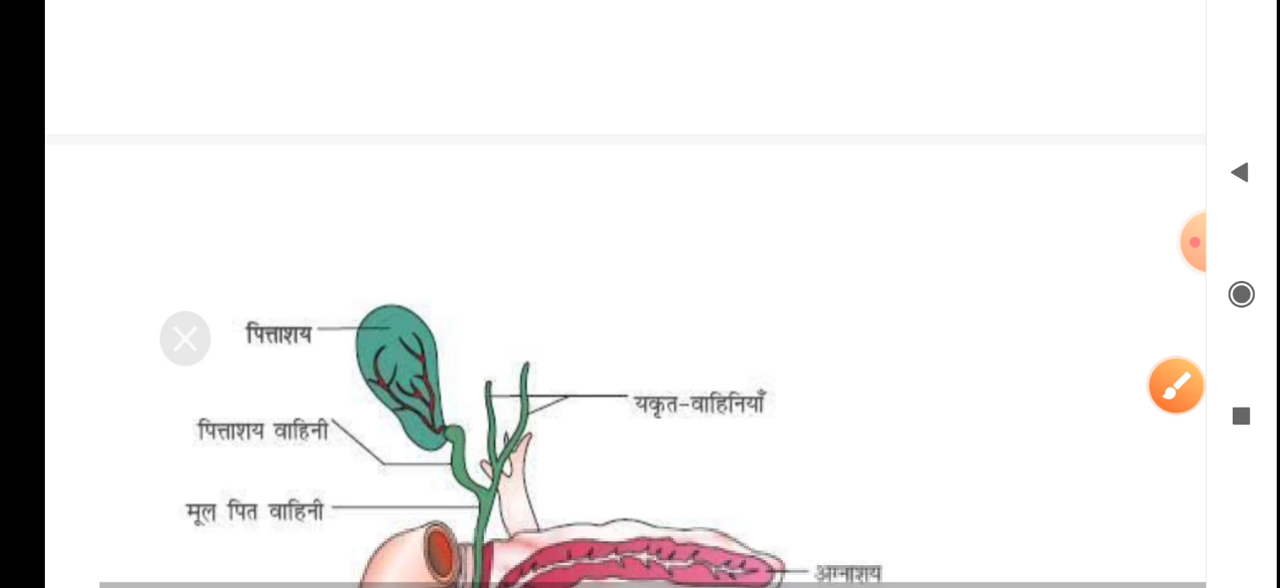 पित्ताशय
यकृत-वाहिनियाँ
पित्ताशय वाहिनी
मूल पित वाहिनी
अग्नाशय